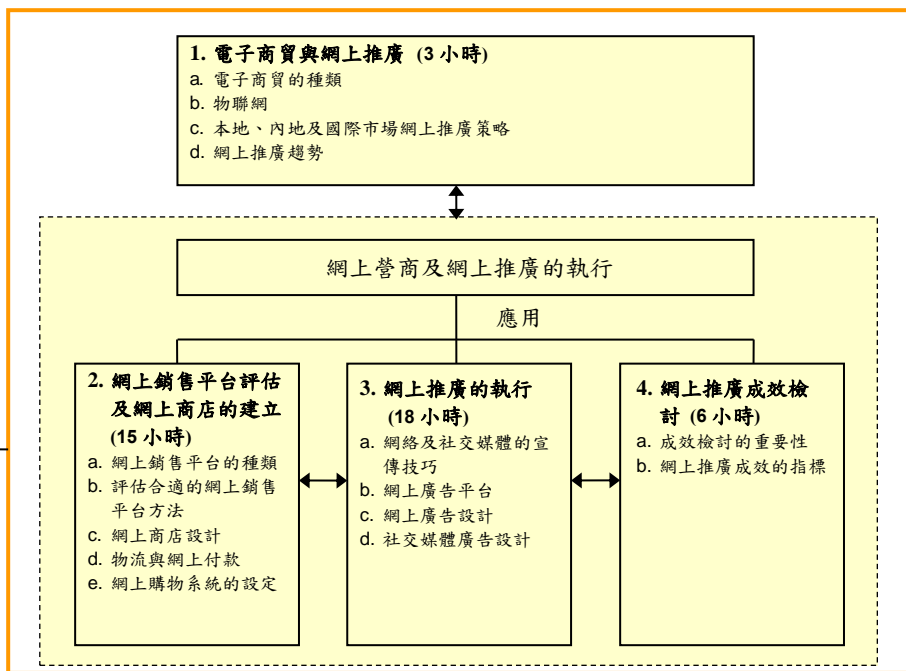 1. 電子商貿與網上推廣 (3 小時)
a. 電子商貿的種類
b. 物聯網
c. 本地、內地及國際市場網上推廣策略
d. 網上推廣趨勢
網上營商及網上推廣的執行
應用
2. 網上銷售平台評估
及網上商店的建立
(15 小時)
a. 網上銷售平台的種類
b. 評估合適的網上銷售
平台方法
c. 網上商店設計
d. 物流與網上付款
e. 網上購物系統的設定
3. 網上推廣的執行
(18 小時)
a. 網絡及社交媒體的宣
傳技巧
b. 網上廣告平台
c. 網上廣告設計
d. 社交媒體廣告設計
4. 網上推廣成效檢
討 (6 小時)
a. 成效檢討的重要性
b. 網上推廣成效的指標